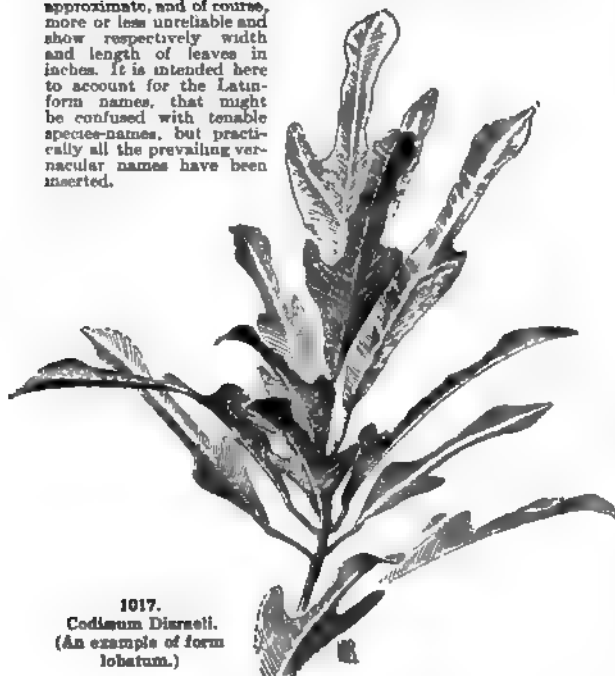 approximate, and of course,
more or less unreliable and
show respectively width
and length of leaves in
inches. It is intended here
to account for the Latin-
form names, that might
be confused with tenable
species-names, but practi-
cally all the prevailing ver-
nacular names have been
inserted.
1017.
Codiæum Disraeli.
(An example of form
lobatum.)